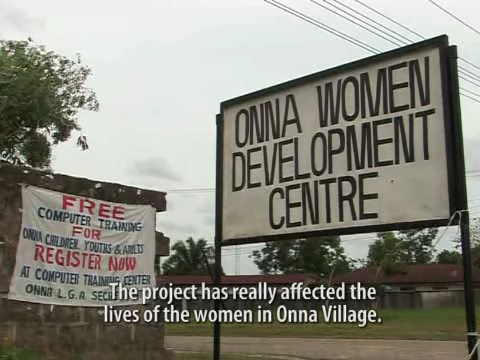 ONNA WOMEN
DEVELOPMENT
CENTRE
FREE
COMPUTER TRAINING
FOR
ONNA CHILDREN, YOUTHS & ADULTS
REGISTER NOW
AT COMPUTER TRAINING CENTER
ONNA L.G.A
The project has really affected the
lives of the women in Onna Village.